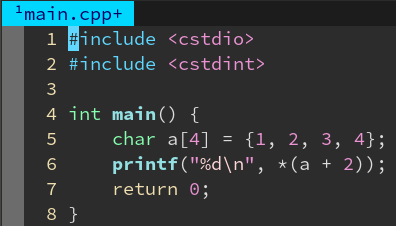 ¹main.cpp+
1 #include <cstdio>
2 #include <cstdint>
3
4 int main() {
5     char a[4] = {1, 2, 3, 4};
6     printf("%d\n", *(a + 2));
7     return 0;
8 }